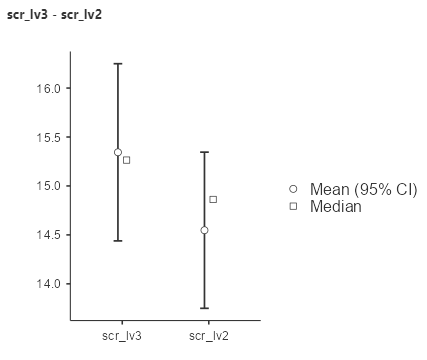 scr_lv3 - scr_lv2
16.0
15.5
15.0
14.5
14.0
Mean (95% CI)
Median
scr_lv3 scr_lv2